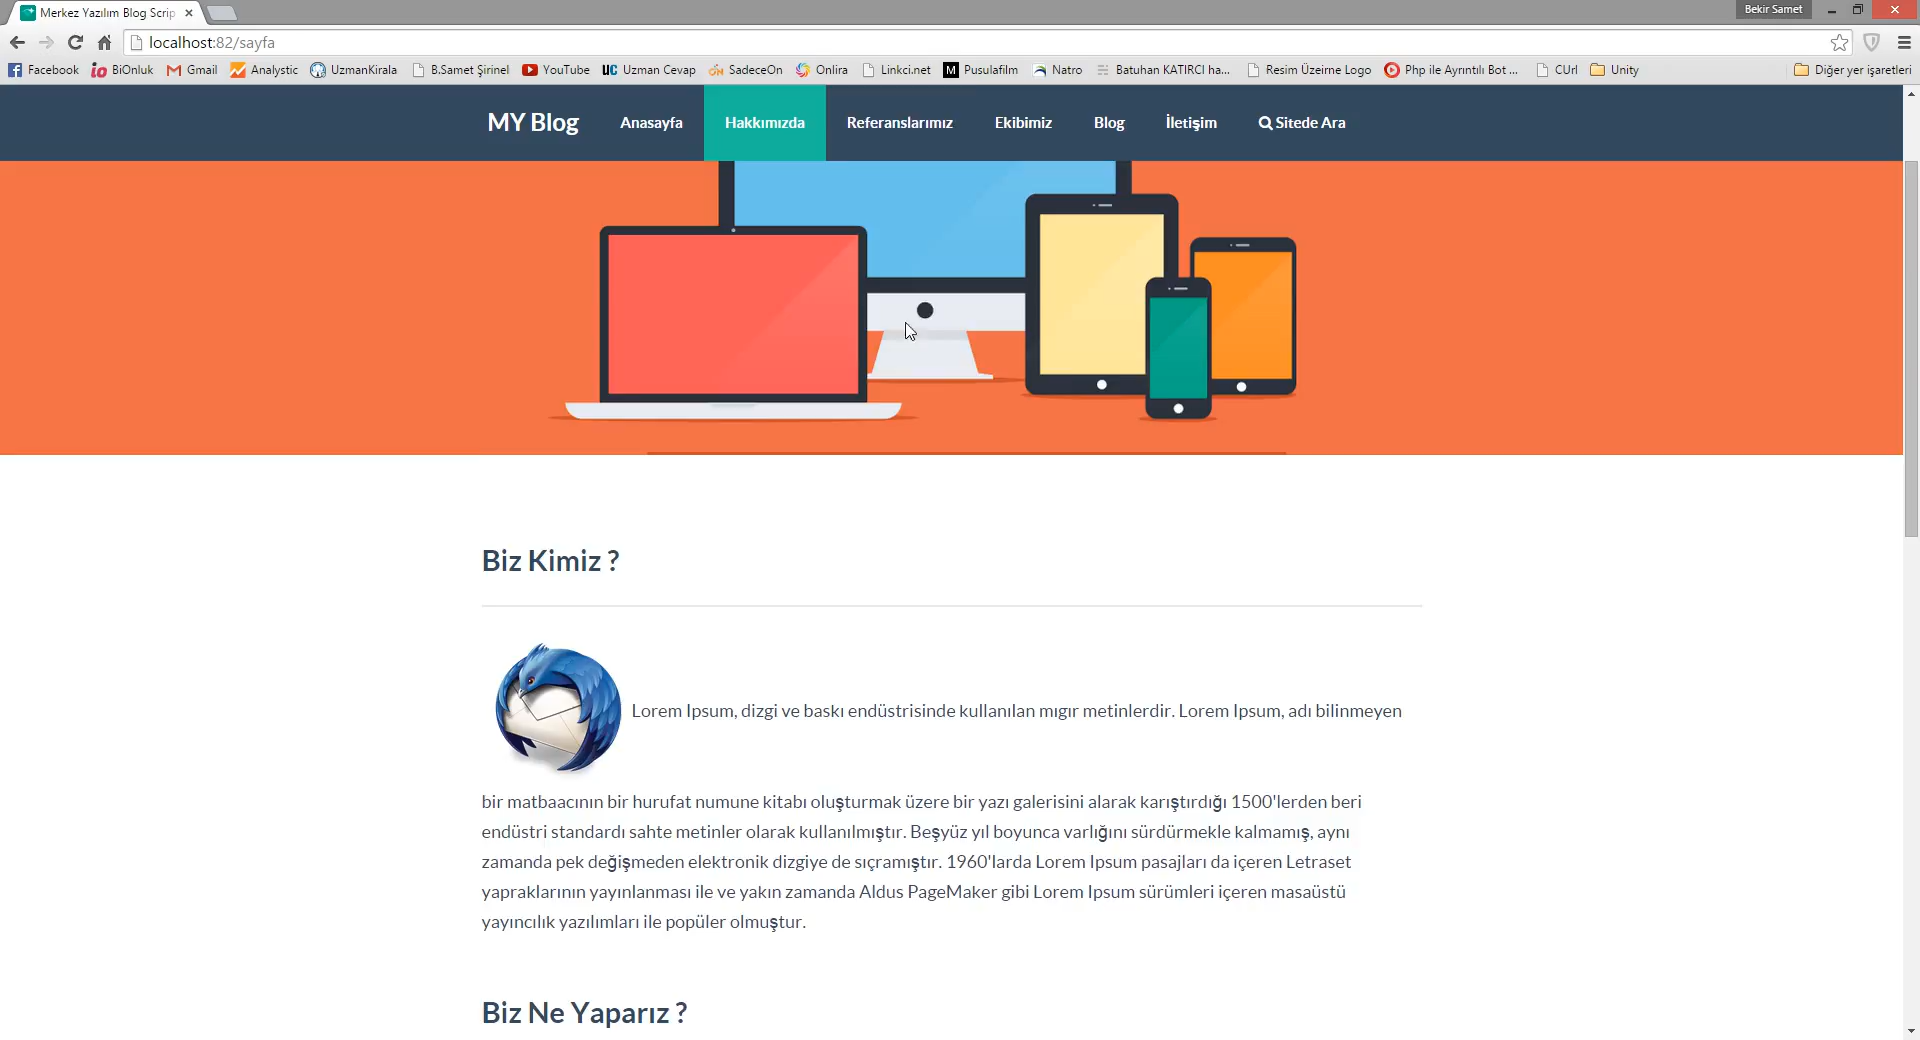 Merkez Yazılım Blog Scrip
Bekir Samet
localhost:82/sayfa
Facebook BiOnluk Gmail Analystic UzmanKirala B.Samet Şirinel YouTube UC Uzman Cevap SadeceOn Onlira Linkci.net M Pusulafilm Natro Batuhan KATIRCI ha... Resim Üzeirne Logo Php ile Ayrıntılı Bot ... CUrl Unity Diğer yer işaretleri
MY Blog Anasayfa Hakkımızda Referanslarımız Ekibimiz Blog İletişim Sitede Ara
Biz Kimiz ?
Lorem Ipsum, dizgi ve baskı endüstrisinde kullanılan mıgır metinlerdir. Lorem Ipsum, adı bilinmeyen
bir matbaacının bir hurufat numune kitabı oluşturmak üzere bir yazı galerisini alarak karıştırdığı 1500'lerden beri
endüstri standardı sahte metinler olarak kullanılmıştır. Beşyüz yıl boyunca varlığını sürdürmekle kalmamış, aynı
zamanda pek değişmeden elektronik dizgiye de sıçramıştır. 1960'larda Lorem Ipsum pasajları da içeren Letraset
yapraklarının yayınlanması ile ve yakın zamanda Aldus PageMaker gibi Lorem Ipsum sürümleri içeren masaüstü
yayıncılık yazılımları ile popüler olmuştur.
Biz Ne Yaparız ?